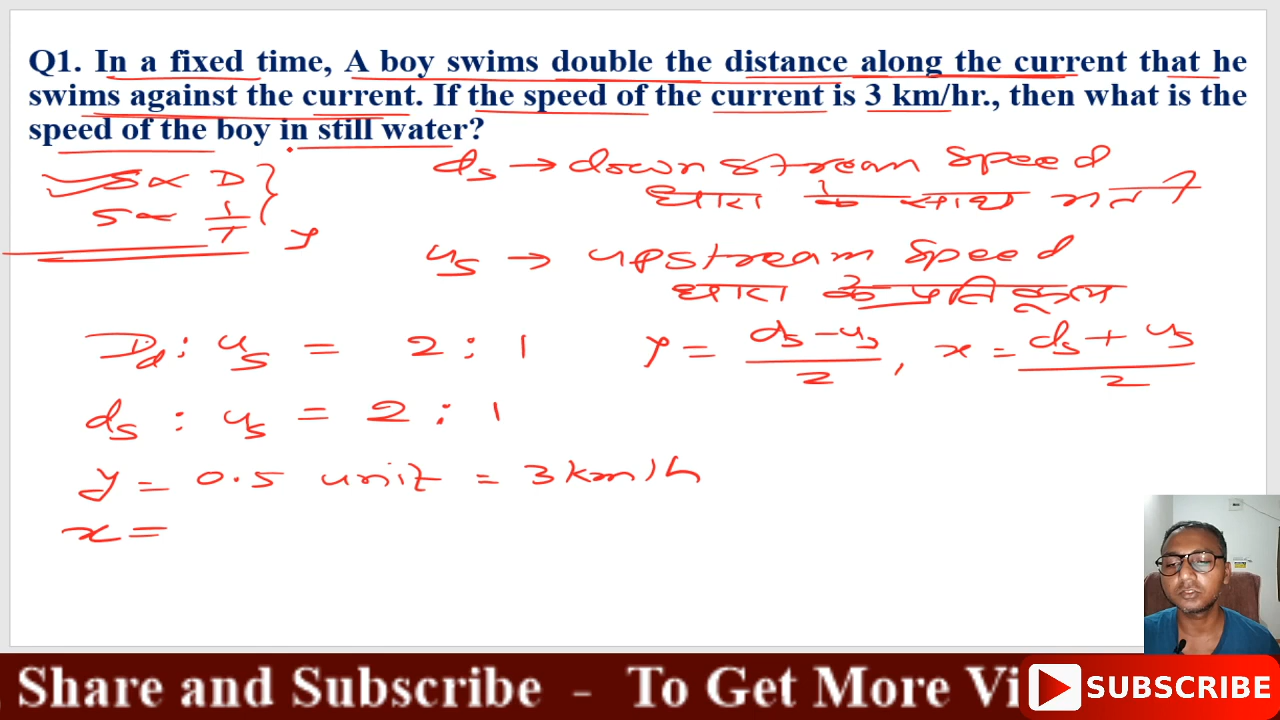 Q1. In a fixed time, A boy swims double the distance along the current that he
swims against the current. If the speed of the current is 3 km/hr., then what is the
speed of the boy in still water?
S ∝ D
S ∝ 1/T
y
ds → down stream speed
धारा के साथ गति
us → upstream speed
धारा के प्रतिकूल
Dd : us = 2 : 1
y = ds - us / 2 , x = ds + us / 2
ds : us = 2 : 1
y = 0.5 unit = 3 km/h
x =
Share and Subscribe - To Get More Vi
SUBSCRIBE